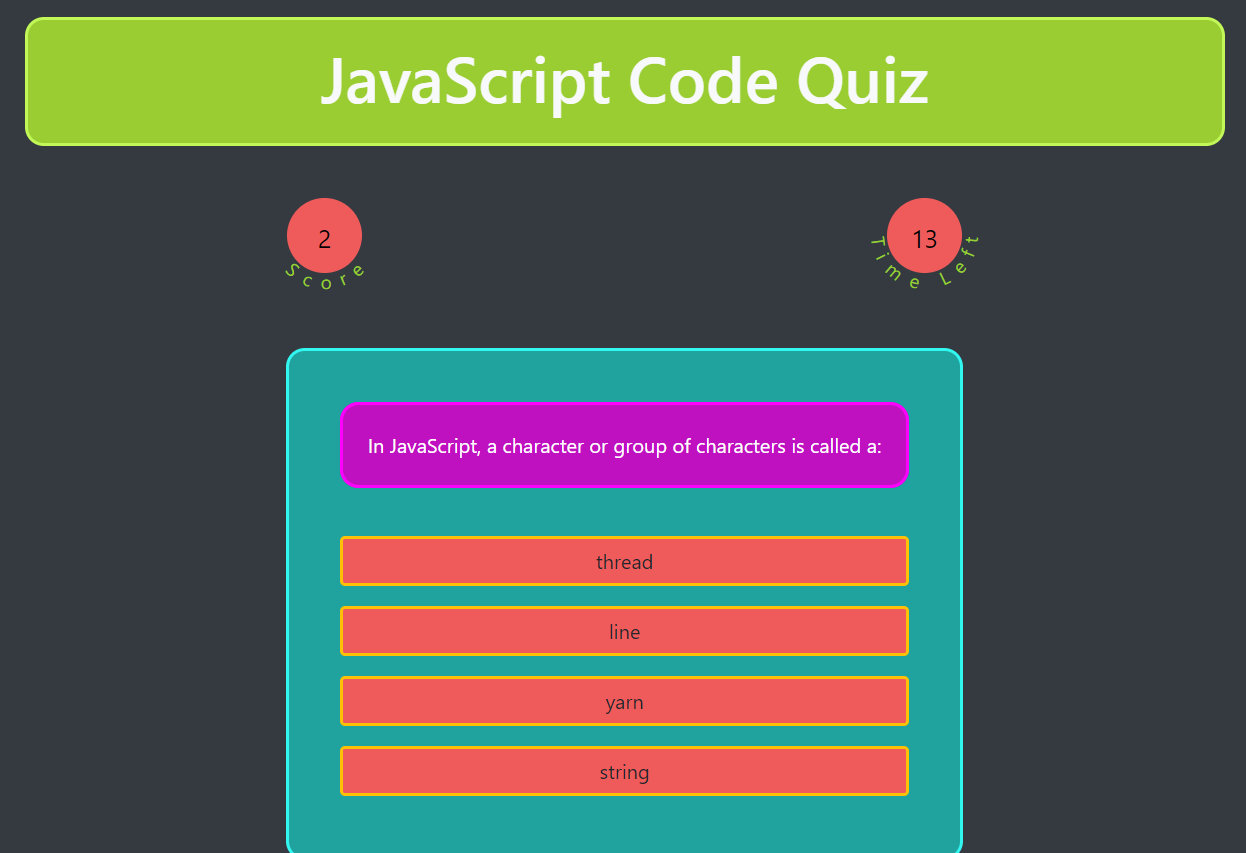 JavaScript Code Quiz
2
Score
13
Time Left
In JavaScript, a character or group of characters is called a:
thread
line
yarn
string